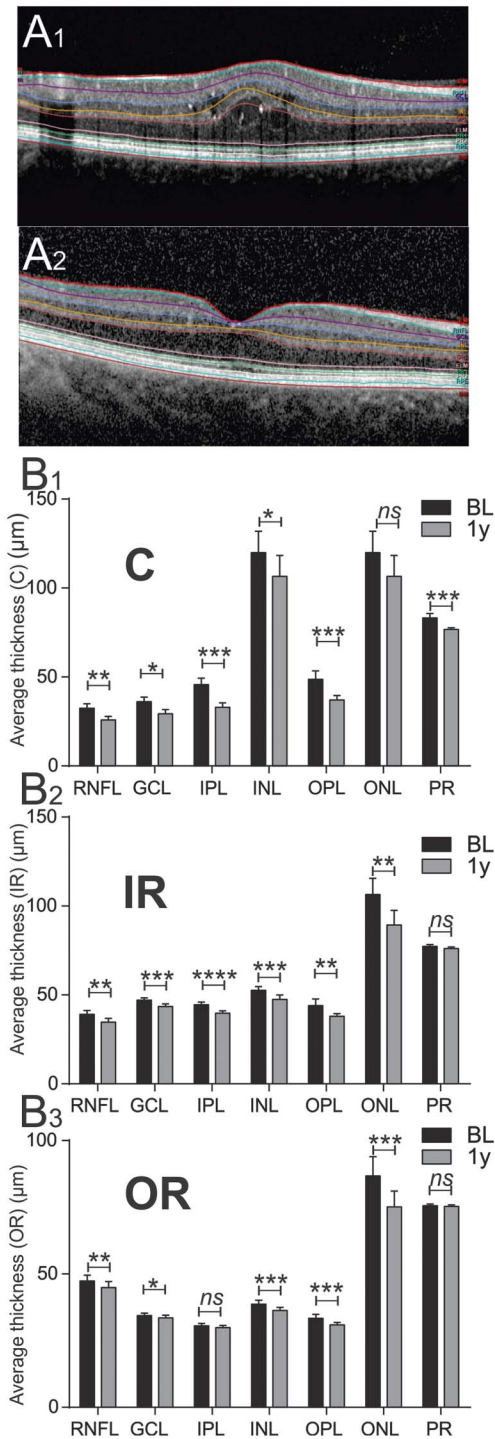 A1
ELM
A2
ELM
B1
Average thickness (C) (μm)
150
100
50
0
C
BL
1y
** * *** * *** ns ***
RNFL GCL IPL INL OPL ONL PR
B2
Average thickness (IR) (μm)
150
100
50
0
IR
BL
1y
** *** **** *** ** ** ns
RNFL GCL IPL INL OPL ONL PR
B3
Average thickness (OR) (μm)
100
50
0
OR
BL
1y
** * ns *** *** *** ns
RNFL GCL IPL INL OPL ONL PR